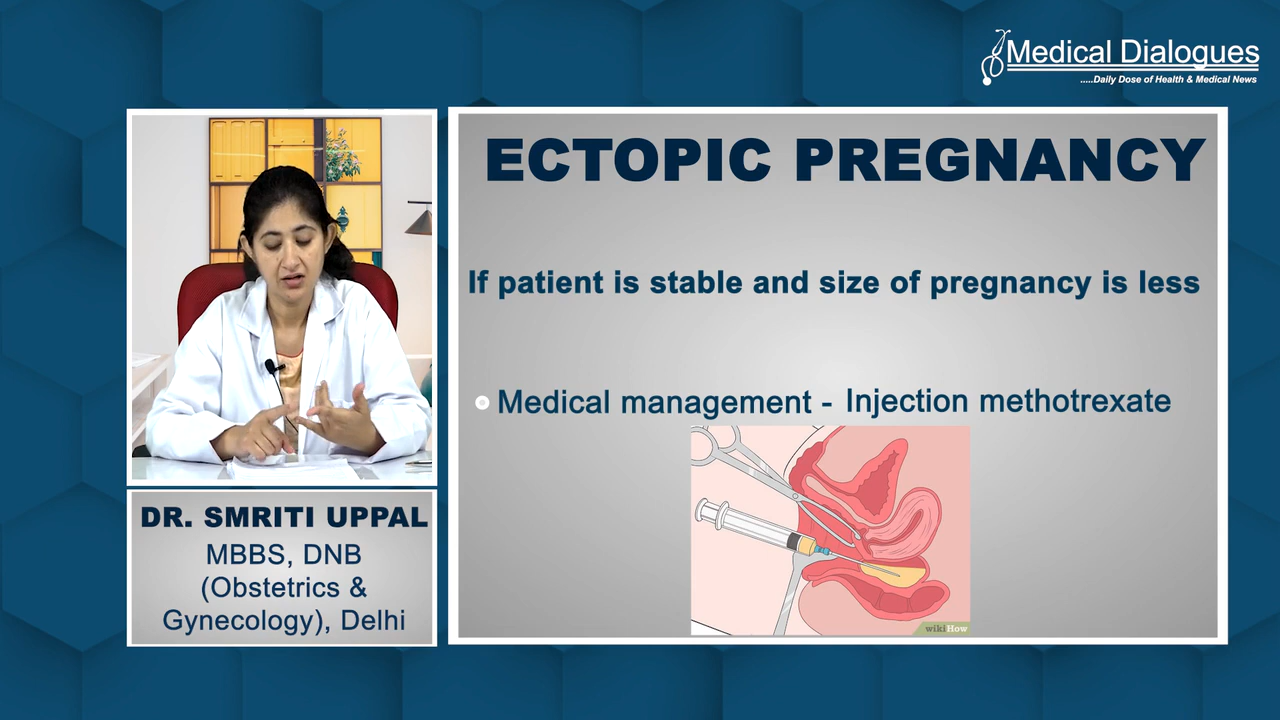 Medical Dialogues
.....Daily Dose of Health & Medical News
ECTOPIC PREGNANCY
If patient is stable and size of pregnancy is less
Medical management - Injection methotrexate
wikiHow
DR. SMRITI UPPAL
MBBS, DNB
(Obstetrics &
Gynecology), Delhi